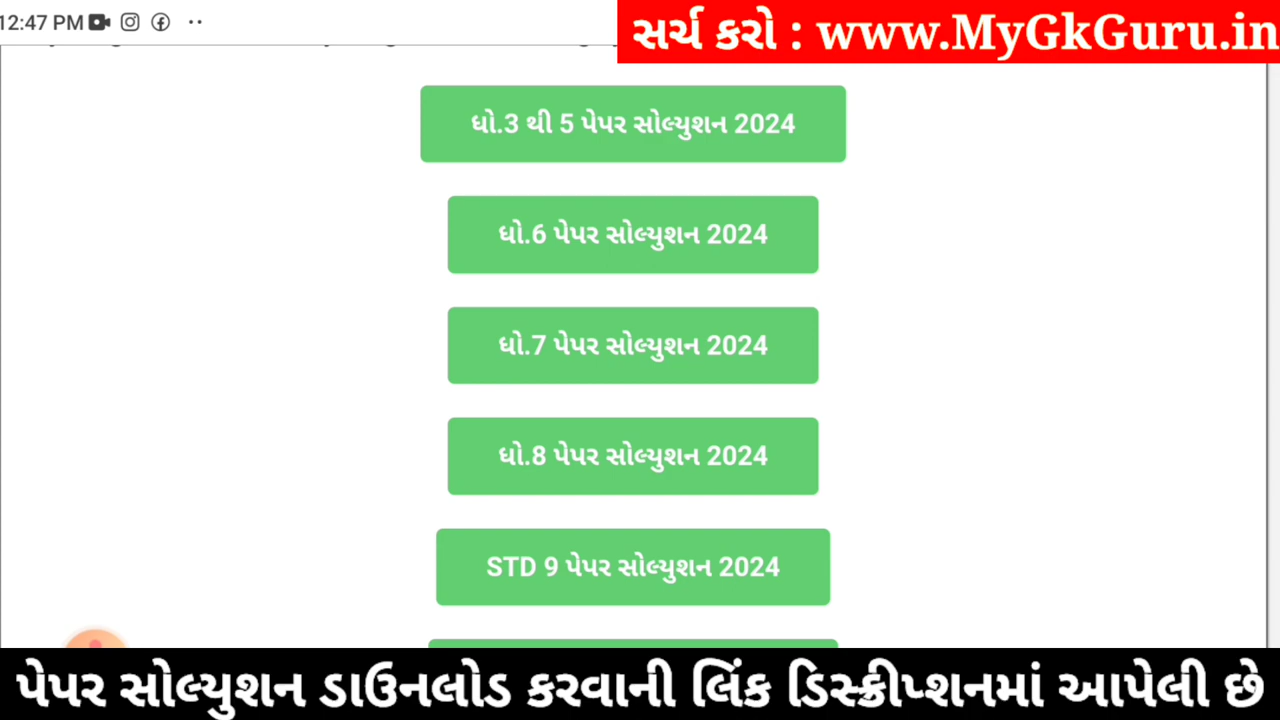 12:47 PM
સર્ચ કરો : www.MyGkGuru.in
ધો.3 થી 5 પેપર સોલ્યુશન 2024
ધો.6 પેપર સોલ્યુશન 2024
ધો.7 પેપર સોલ્યુશન 2024
ધો.8 પેપર સોલ્યુશન 2024
STD 9 પેપર સોલ્યુશન 2024
પેપર સોલ્યુશન ડાઉનલોડ કરવાની લિંક ડિસ્ક્રીપ્શનમાં આપેલી છે